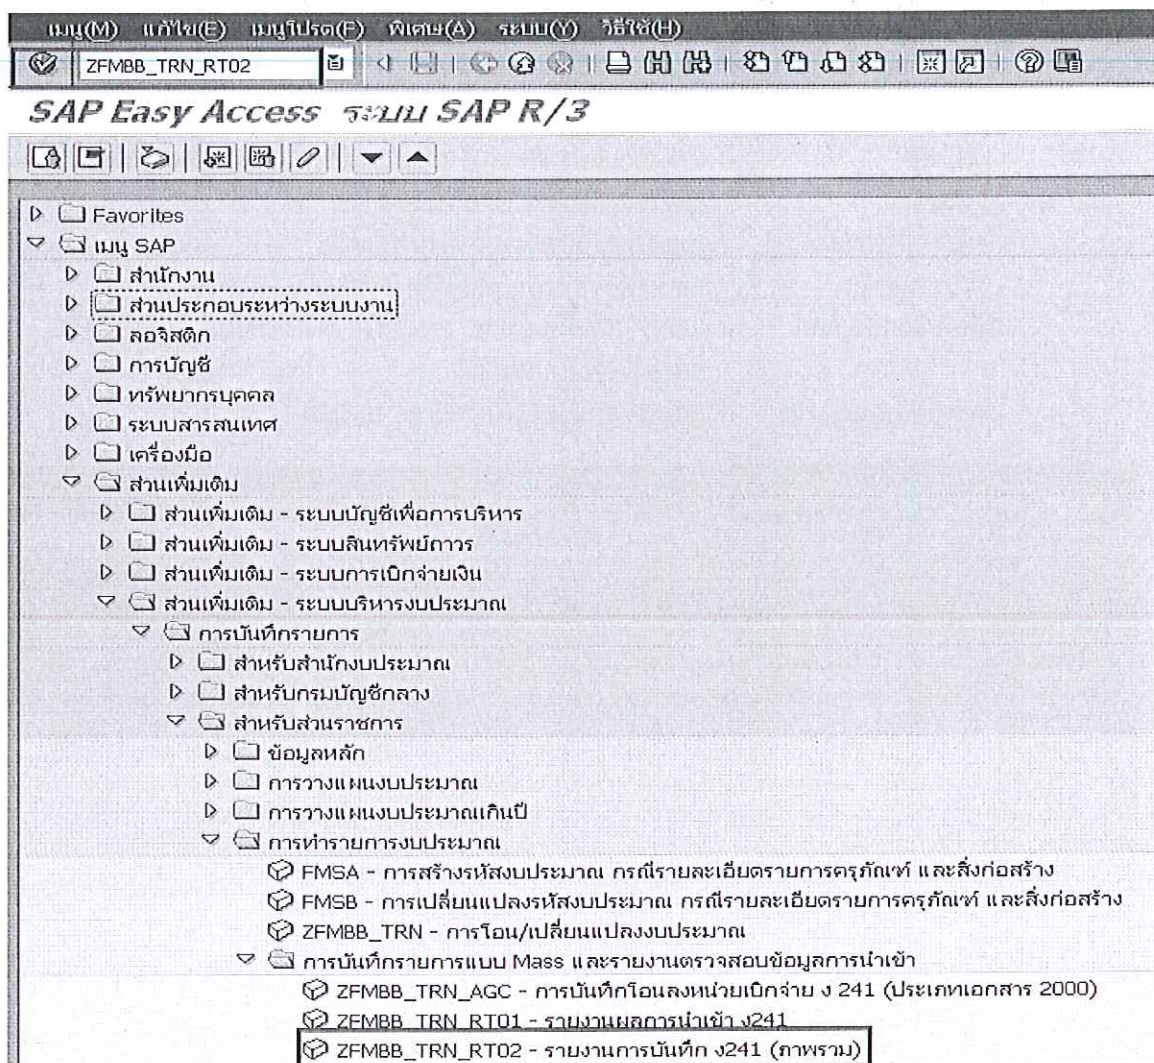 เมนู(M) แก้ไข(E) เมนูโปรด(F) พิเศษ(A) ระบบ(Y) วิธีใช้(H)
ZFMBB_TRN_RT02
SAP Easy Access ระบบ SAP R/3
Favorites
เมนู SAP
สำนักงาน
ส่วนประกอบระหว่างระบบงาน
ลอจิสติก
การบัญชี
ทรัพยากรบุคคล
ระบบสารสนเทศ
เครื่องมือ
ส่วนเพิ่มเติม
ส่วนเพิ่มเติม - ระบบบัญชีเพื่อการบริหาร
ส่วนเพิ่มเติม - ระบบสินทรัพย์ถาวร
ส่วนเพิ่มเติม - ระบบการเบิกจ่ายเงิน
ส่วนเพิ่มเติม - ระบบบริหารงบประมาณ
การบันทึกรายการ
สำหรับสำนักงบประมาณ
สำหรับกรมบัญชีกลาง
สำหรับส่วนราชการ
ข้อมูลหลัก
การวางแผนงบประมาณ
การวางแผนงบประมาณเกินปี
การทำรายการงบประมาณ
FMSA - การสร้างรหัสงบประมาณ กรณีรายละเอียดรายการครุภัณฑ์ และสิ่งก่อสร้าง
FMSB - การเปลี่ยนแปลงรหัสงบประมาณ กรณีรายละเอียดรายการครุภัณฑ์ และสิ่งก่อสร้าง
ZFMBB_TRN - การโอน/เปลี่ยนแปลงงบประมาณ
การบันทึกรายการแบบ Mass และรายงานตรวจสอบข้อมูลการนำเข้า
ZFMBB_TRN_AGC - การบันทึกโอนลงหน่วยเบิกจ่าย ง 241 (ประเภทเอกสาร 2000)
ZFMBB_TRN_RT01 - รายงานผลการนำเข้า ง241
ZFMBB_TRN_RT02 - รายงานการบันทึก ง241 (ภาพรวม)